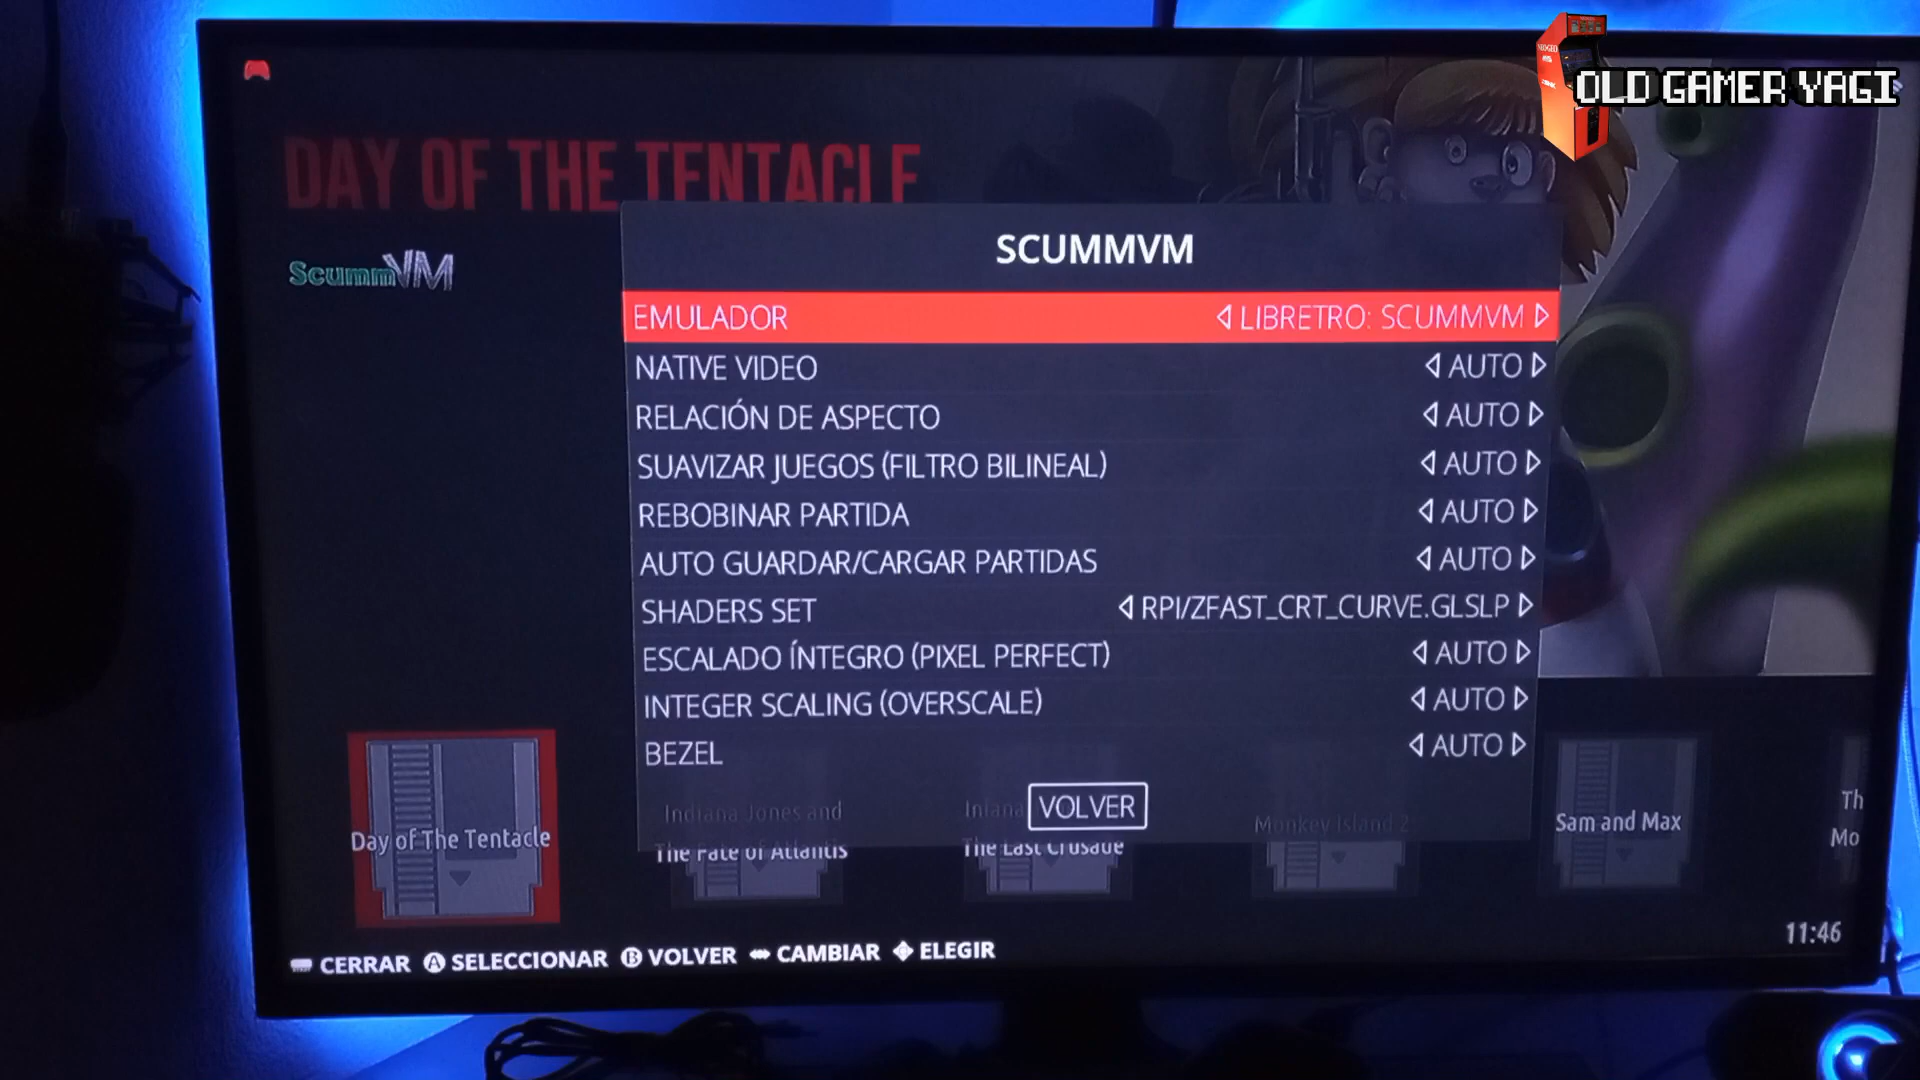 OLD GAMER YAGI
DAY OF THE TENTACLE
ScummVM
SCUMMVM
EMULADOR LIBRETRO: SCUMMVM
NATIVE VIDEO AUTO
RELACIÓN DE ASPECTO AUTO
SUAVIZAR JUEGOS (FILTRO BILINEAL) AUTO
REBOBINAR PARTIDA AUTO
AUTO GUARDAR/CARGAR PARTIDAS AUTO
SHADERS SET RPI/ZFAST_CRT_CURVE.GLSLP
ESCALADO ÍNTEGRO (PIXEL PERFECT) AUTO
INTEGER SCALING (OVERSCALE) AUTO
BEZEL AUTO
VOLVER
Day of The Tentacle
Indiana Jones and
The Fate of Atlantis
The Last Crusade
Monkey Island 2
Sam and Max
Th
Mo
11:46
CERRAR A SELECCIONAR B VOLVER CAMBIAR ELEGIR